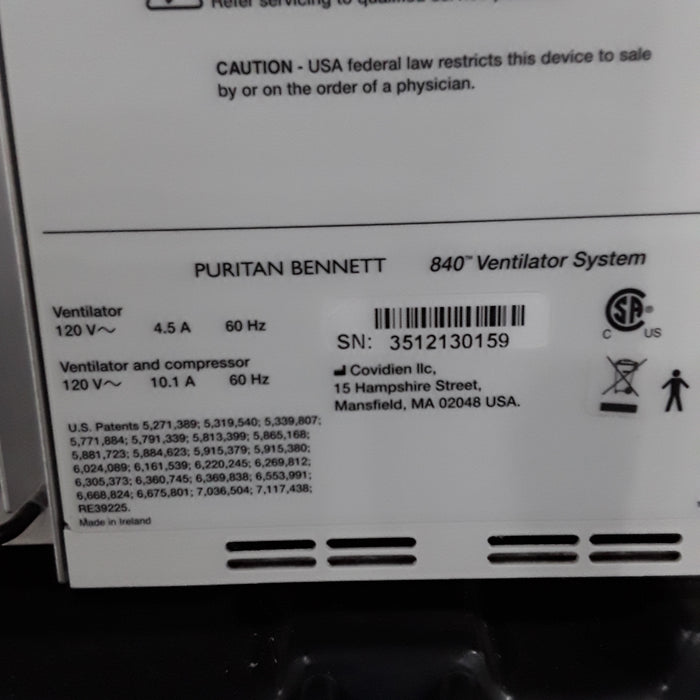 Refer servicing to qualified
CAUTION - USA federal law restricts this device to sale
by or on the order of a physician.
PURITAN BENNETT 840™ Ventilator System
Ventilator
120 V~ 4.5 A 60 Hz
Ventilator and compressor
120 V~ 10.1 A 60 Hz
SN: 3512130159
Covidien llc,
15 Hampshire Street,
Mansfield, MA 02048 USA.
SA®
C US
U.S. Patents 5,271,389; 5,319,540; 5,339,807;
5,771,884; 5,791,339; 5,813,399; 5,865,168;
5,881,723; 5,884,623; 5,915,379; 5,915,380;
6,024,089; 6,161,539; 6,220,245; 6,269,812;
6,305,373; 6,360,745; 6,369,838; 6,553,991;
6,668,824; 6,675,801; 7,036,504; 7,117,438;
RE39225.
Made in Ireland